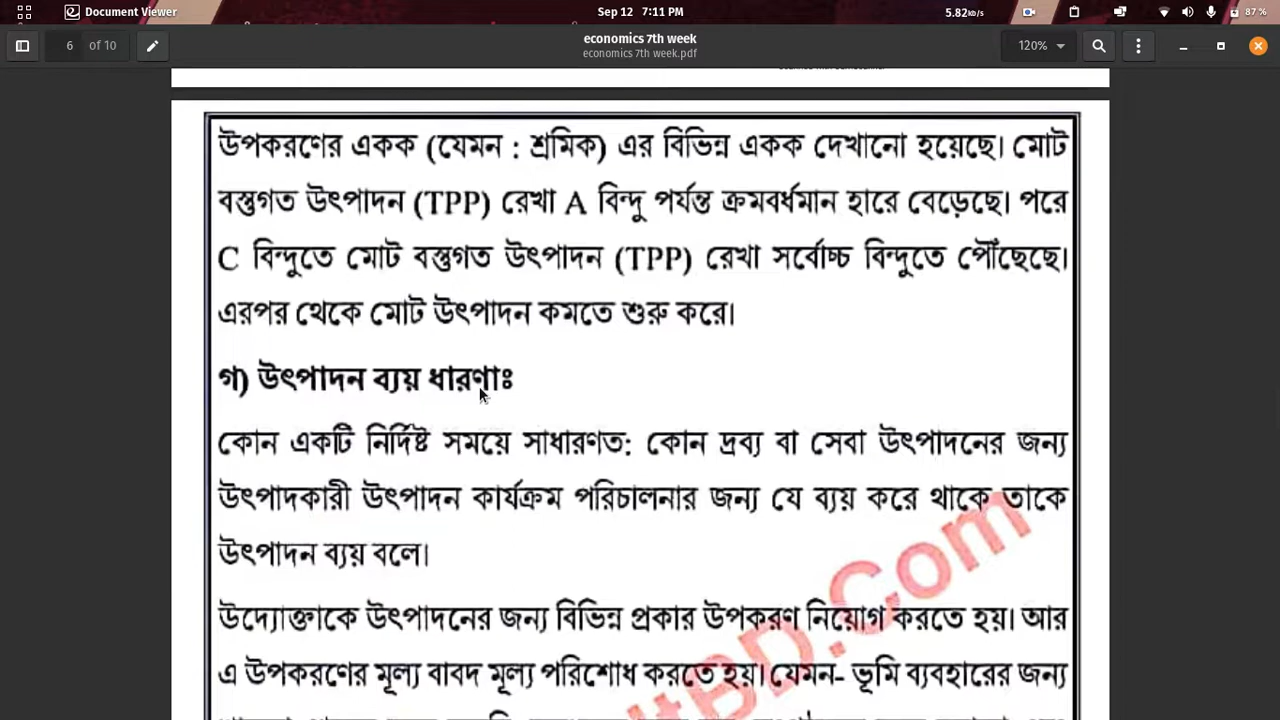 Document Viewer
Sep 12 7:11 PM
5.82kb/s
87 %
6 of 10
economics 7th week
economics 7th week.pdf
120%
উপকরণের একক (যেমন : শ্রমিক) এর বিভিন্ন একক দেখানো হয়েছে। মোট
বস্তুগত উৎপাদন (TPP) রেখা A বিন্দু পর্যন্ত ক্রমবর্ধমান হারে বেড়েছে। পরে
C বিন্দুতে মোট বস্তুগত উৎপাদন (TPP) রেখা সর্বোচ্চ বিন্দুতে পৌঁছেছে।
এরপর থেকে মোট উৎপাদন কমতে শুরু করে।
গ) উৎপাদন ব্যয় ধারণাঃ
কোন একটি নির্দিষ্ট সময়ে সাধারণত: কোন দ্রব্য বা সেবা উৎপাদনের জন্য
উৎপাদকারী উৎপাদন কার্যক্রম পরিচালনার জন্য যে ব্যয় করে থাকে তাকে
উৎপাদন ব্যয় বলে।
উদ্যোক্তাকে উৎপাদনের জন্য বিভিন্ন প্রকার উপকরণ নিয়োগ করতে হয়। আর
এ উপকরণের মূল্য বাবদ মূল্য পরিশোধ করতে হয়। যেমন- ভূমি ব্যবহারের জন্য
tBD.Com